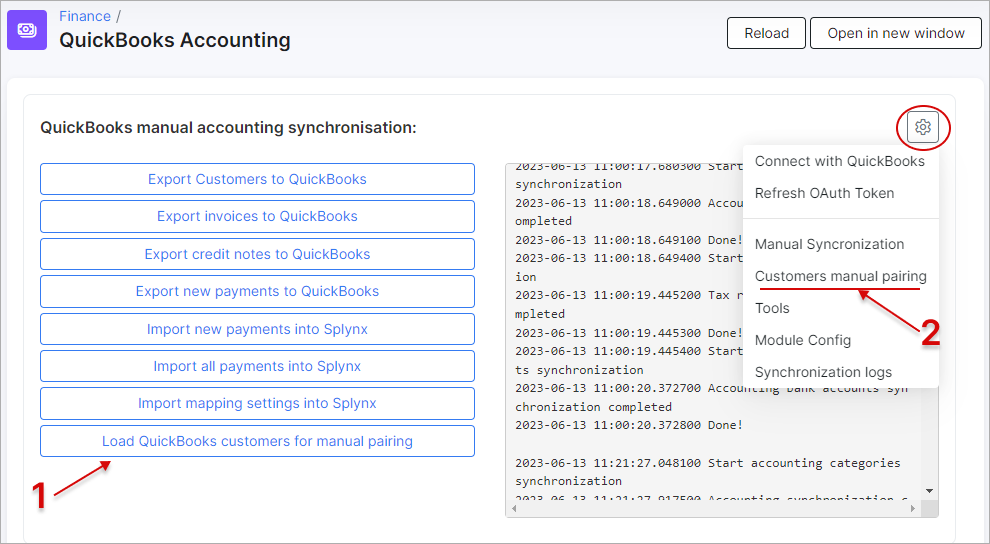 Finance /
QuickBooks Accounting
Reload
Open in new window
QuickBooks manual accounting synchronisation:
Export Customers to QuickBooks
Export invoices to QuickBooks
Export credit notes to QuickBooks
Export new payments to QuickBooks
Import new payments into Splynx
Import all payments into Splynx
Import mapping settings into Splynx
Load QuickBooks customers for manual pairing
1
2023-06-13 11:00:17.680300 Start
synchronization
2023-06-13 11:00:18.649000 Accou
ompleted
2023-06-13 11:00:18.649100 Done!
2023-06-13 11:00:18.649400 Start
ion
2023-06-13 11:00:19.445200 Tax r
mpleted
2023-06-13 11:00:19.445300 Done!
2023-06-13 11:00:19.445400 Start
ts synchronization
2023-06-13 11:00:20.372700 Accounting bank accounts syn
chronization completed
2023-06-13 11:00:20.372800 Done!
2023-06-13 11:21:27.048100 Start accounting categories
synchronization
2023-06-13 11:21:27.917500 Accounting synchronization c
Connect with QuickBooks
Refresh OAuth Token
Manual Syncronization
Customers manual pairing
Tools
Module Config
Synchronization logs
2